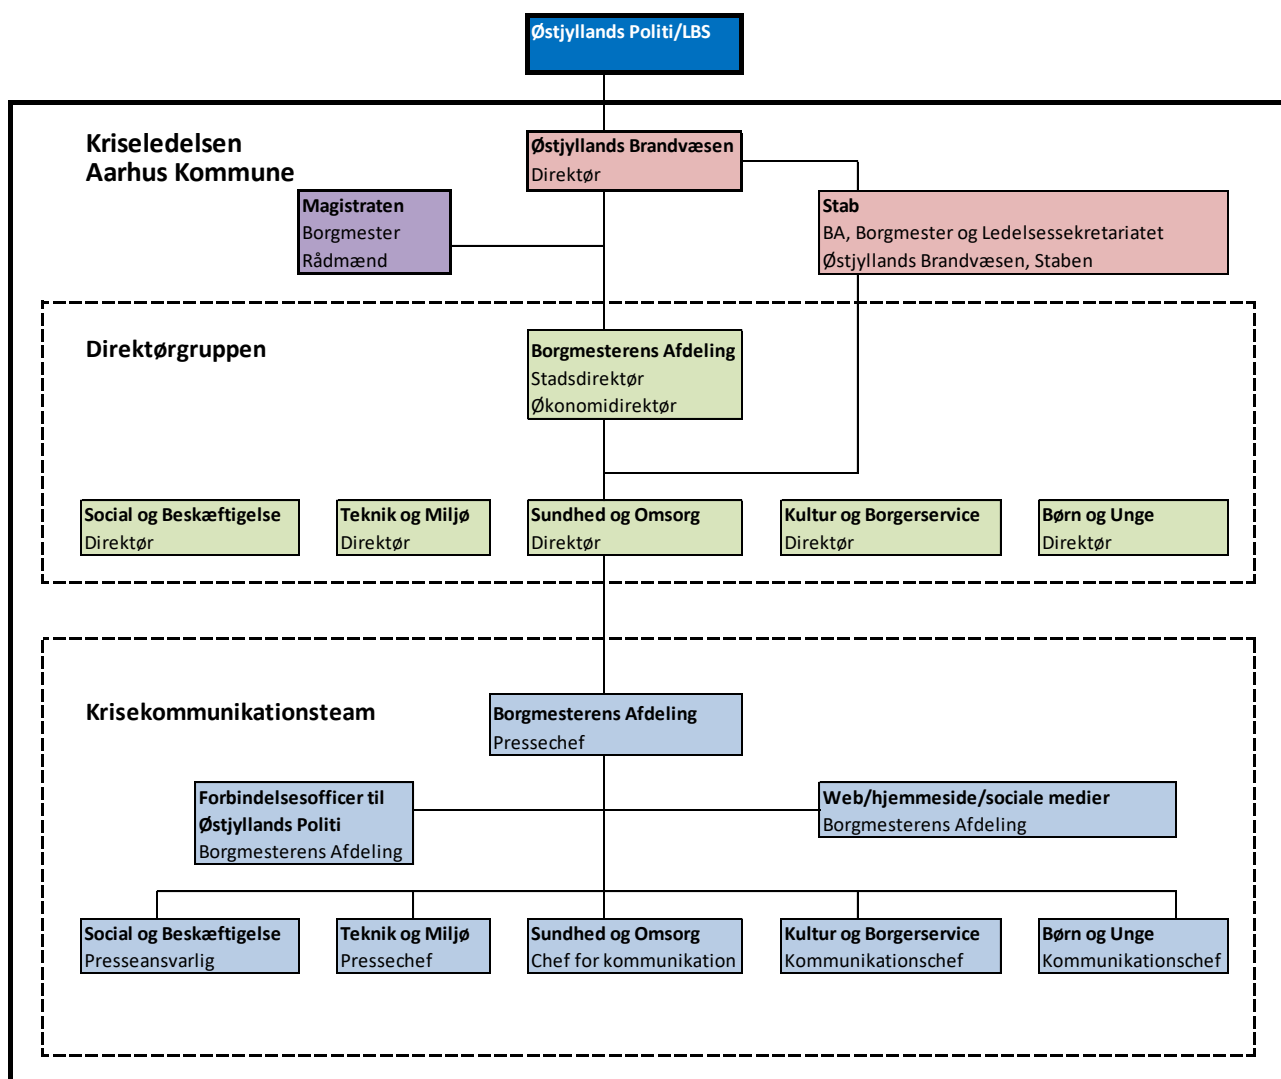 Østjyllands Politi/LBS
Kriseledelsen
Aarhus Kommune
Østjyllands Brandvæsen
Direktør
Magistraten
Borgmester
Rådmænd
Stab
BA, Borgmester og Ledelsessekretariatet
Østjyllands Brandvæsen, Staben
Direktørgruppen
Borgmesterens Afdeling
Stadsdirektør
Økonomidirektør
Social og Beskæftigelse
Direktør
Teknik og Miljø
Direktør
Sundhed og Omsorg
Direktør
Kultur og Borgerservice
Direktør
Børn og Unge
Direktør
Krisekommunikationsteam
Borgmesterens Afdeling
Pressechef
Forbindelsesofficer til
Østjyllands Politi
Borgmesterens Afdeling
Web/hjemmeside/sociale medier
Borgmesterens Afdeling
Social og Beskæftigelse
Presseansvarlig
Teknik og Miljø
Pressechef
Sundhed og Omsorg
Chef for kommunikation
Kultur og Borgerservice
Kommunikationschef
Børn og Unge
Kommunikationschef